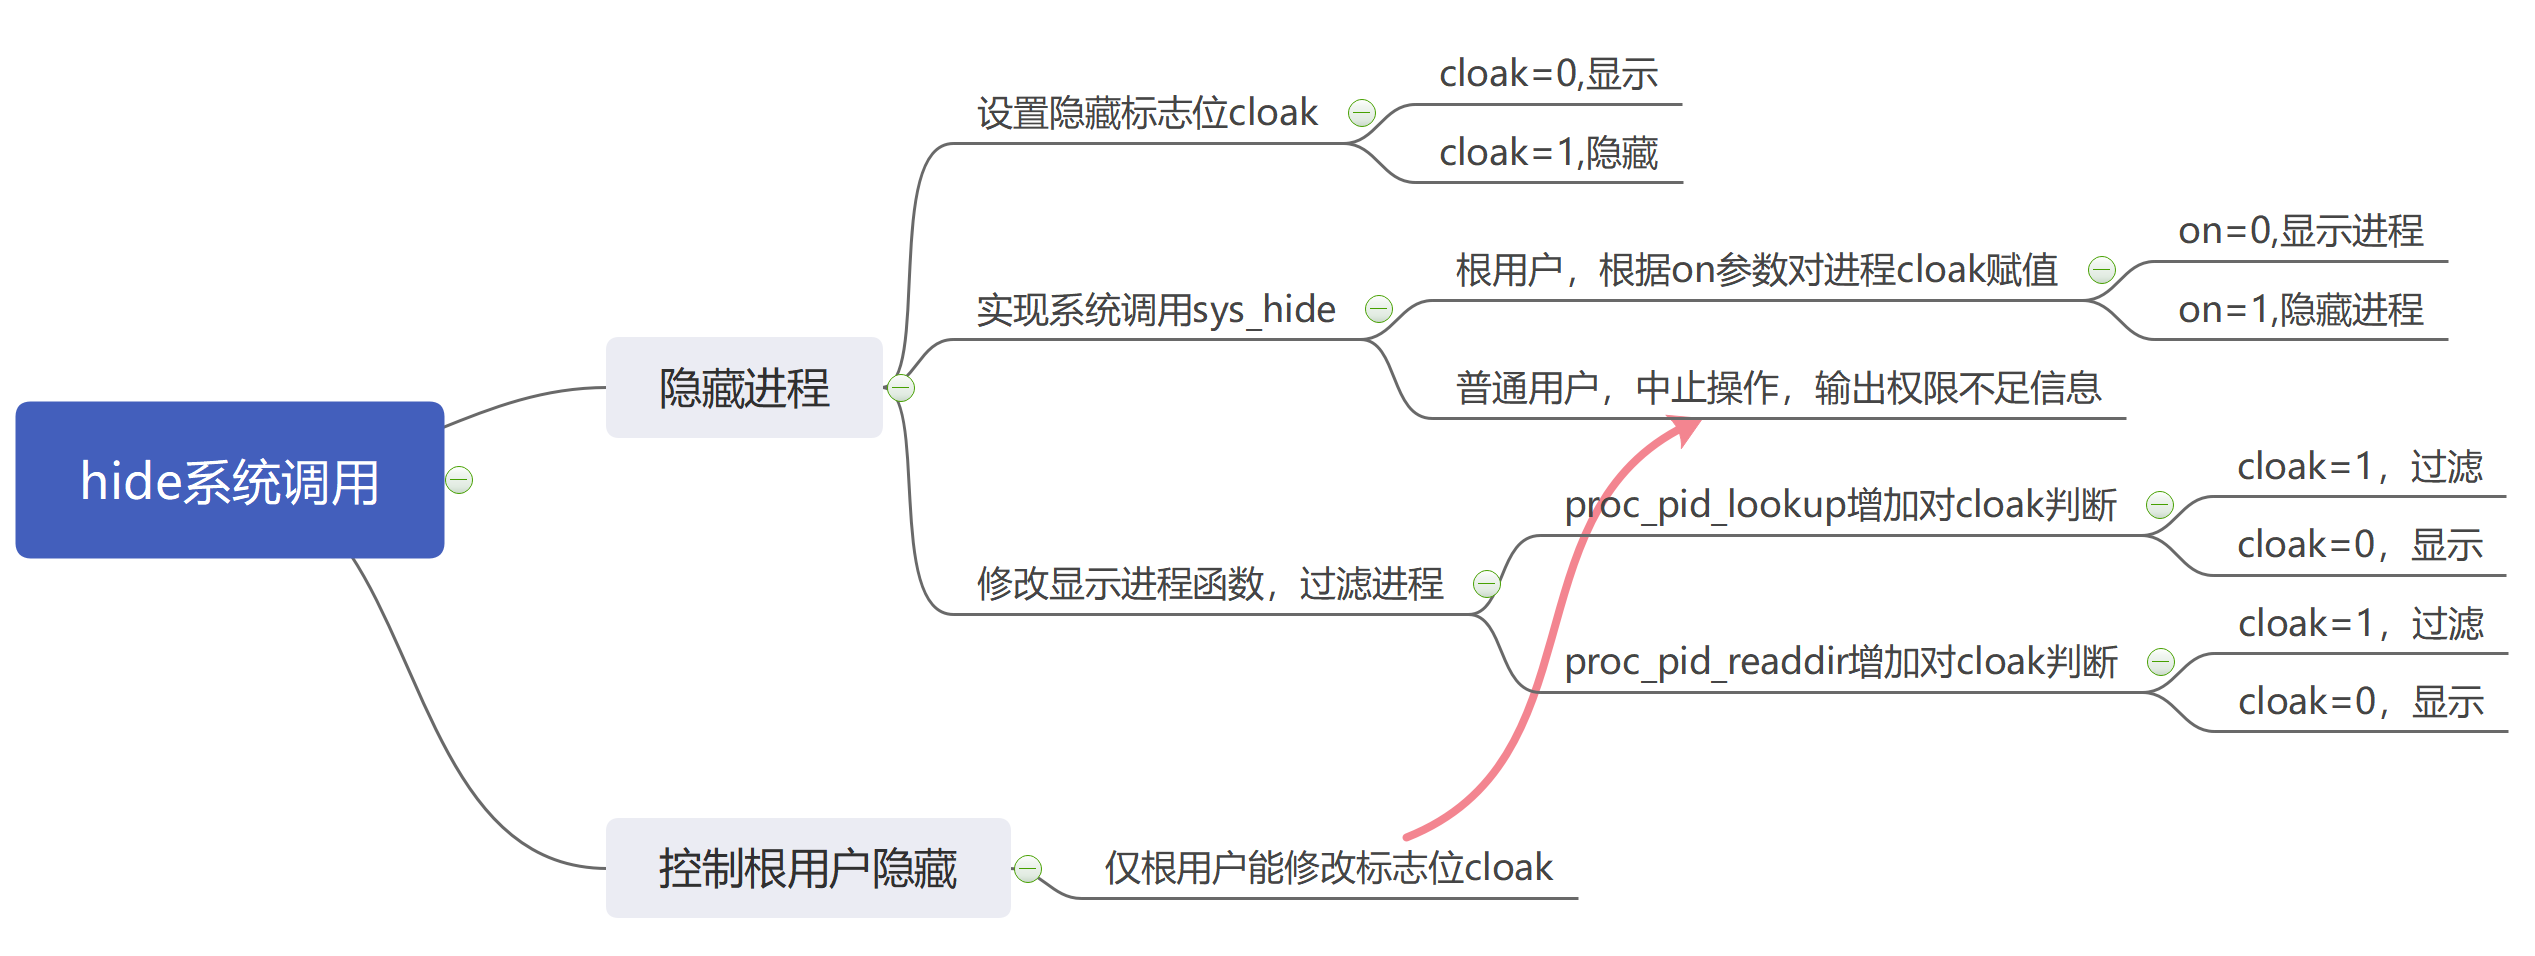 hide系统调用
隐藏进程
设置隐藏标志位cloak
cloak=0,显示
cloak=1,隐藏
实现系统调用sys_hide
根用户，根据on参数对进程cloak赋值
on=0,显示进程
on=1,隐藏进程
普通用户，中止操作，输出权限不足信息
修改显示进程函数，过滤进程
proc_pid_lookup增加对cloak判断
cloak=1，过滤
cloak=0，显示
proc_pid_readdir增加对cloak判断
cloak=1，过滤
cloak=0，显示
控制根用户隐藏
仅根用户能修改标志位cloak